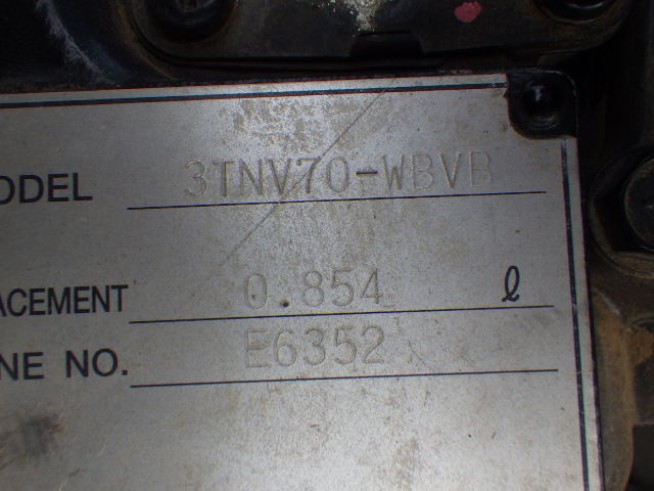 ODEL 3TNV70-WBVB
ACEMENT 0.854 ℓ
NE NO. E6352